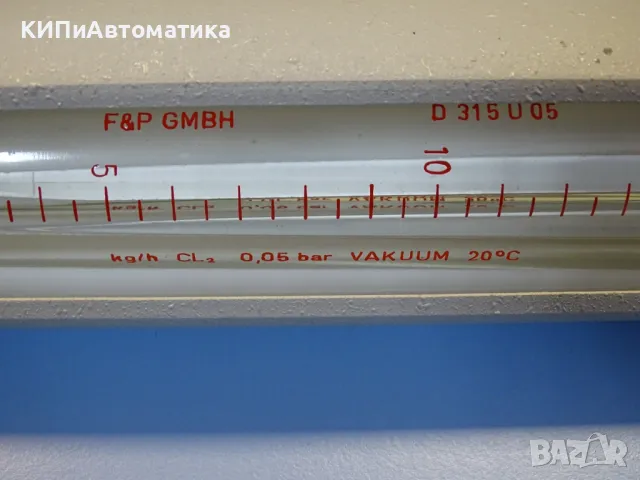 КИПиАвтоматика
F&P GMBH
D 315 U 05
5
10
kg/h CL₂ 0,05 bar VAKUUM 20°C
BAZAR